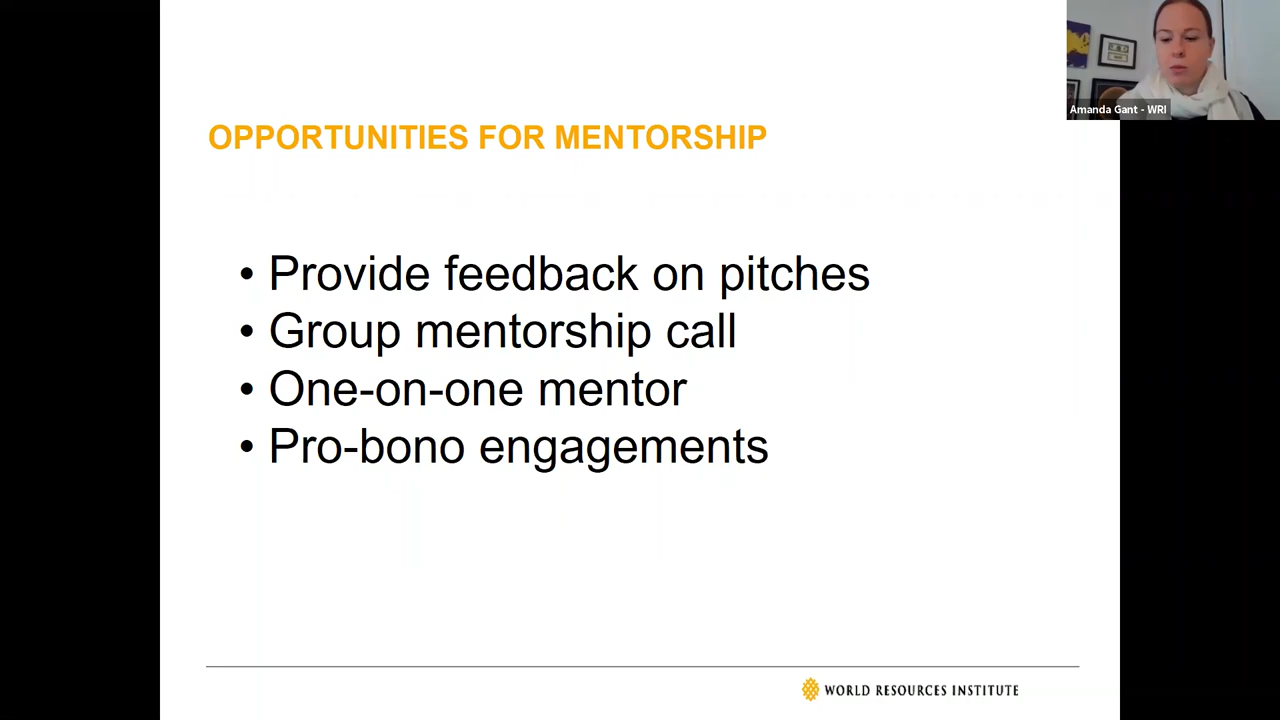 Amanda Gant - WRI
OPPORTUNITIES FOR MENTORSHIP
• Provide feedback on pitches
• Group mentorship call
• One-on-one mentor
• Pro-bono engagements
WORLD RESOURCES INSTITUTE